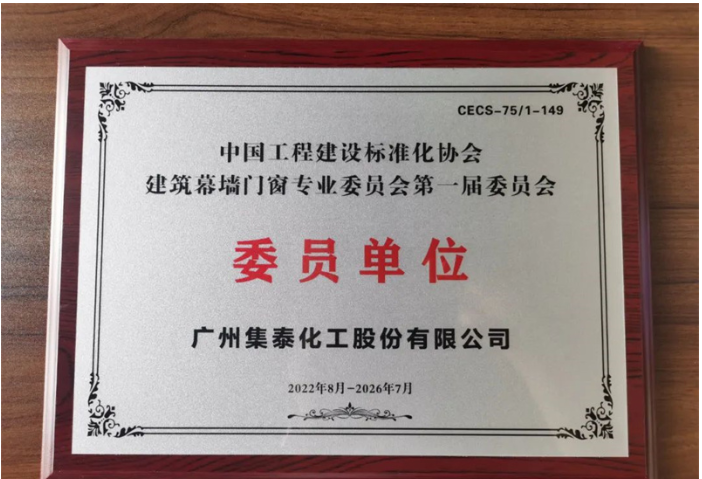 CECS-75/1-149
中国工程建设标准化协会
建筑幕墙门窗专业委员会第一届委员会
委员单位
广州集泰化工股份有限公司
2022年8月-2026年7月